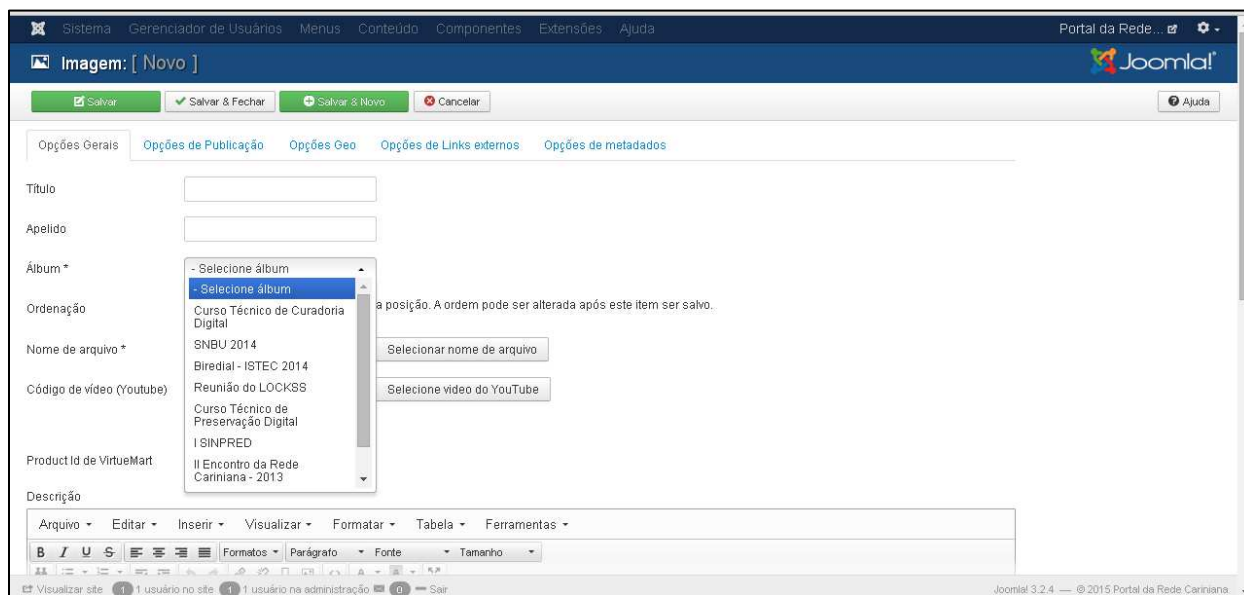 Sistema Gerenciador de Usuários Menus Conteúdo Componentes Extensões Ajuda Portal da Rede...
Imagem: [ Novo ] Joomla!
Salvar Salvar & Fechar Salvar & Novo Cancelar Ajuda
Opções Gerais Opções de Publicação Opções Geo Opções de Links externos Opções de metadados
Título
Apelido
Álbum * - Selecione álbum
- Selecione álbum
Ordenação a posição. A ordem pode ser alterada após este item ser salvo.
Curso Técnico de Curadoria
Digital
SNBU 2014
Nome de arquivo * Selecionar nome de arquivo
Biredial - ISTEC 2014
Reunião do LOCKSS
Código de vídeo (Youtube) Selecione video do YouTube
Curso Técnico de
Preservação Digital
I SINPRED
Product Id de VirtueMart
II Encontro da Rede
Cariniana - 2013
Descrição
Arquivo Editar Inserir Visualizar Formatar Tabela Ferramentas
B I U S Formatos Parágrafo Fonte Tamanho
Visualizar site 1 1 usuário no site 1 1 usuário na administração 0 Sair Joomla! 3.2.4 — © 2015 Portal da Rede Cariniana